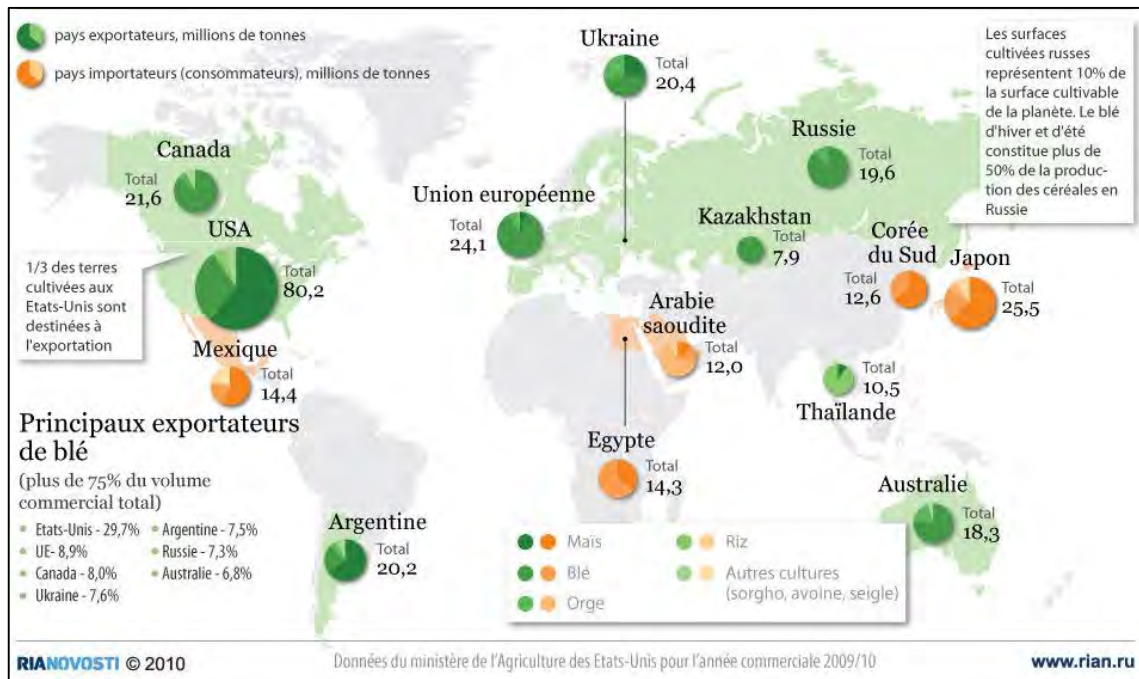 pays exportateurs, millions de tonnes
pays importateurs (consommateurs), millions de tonnes
Ukraine
Total
20,4
Les surfaces
cultivées russes
représentent 10% de
la surface cultivable
de la planète. Le blé
d'hiver et d'été
constitue plus de
50% de la produc-
tion des céréales en
Russie
Canada
Total
21,6
Russie
Total
19,6
Union européenne
Total
24,1
Kazakhstan
Total
7,9
USA
Total
80,2
1/3 des terres
cultivées aux
Etats-Unis sont
destinées à
l'exportation
Corée
du Sud
Total
12,6
Japon
Total
25,5
Arabie
saoudite
Total
12,0
Mexique
Total
14,4
Total
10,5
Thaïlande
Egypte
Total
14,3
Australie
Total
18,3
Argentine
Total
20,2
Principaux exportateurs
de blé
(plus de 75% du volume
commercial total)
• Etats-Unis - 29,7%
• UE- 8,9%
• Canada - 8,0%
• Ukraine - 7,6%
• Argentine - 7,5%
• Russie - 7,3%
• Australie - 6,8%
Maïs
Blé
Orge
Riz
Autres cultures
(sorgho, avoine, seigle)
RIANOVOSTI © 2010
Données du ministère de l'Agriculture des Etats-Unis pour l'année commerciale 2009/10
www.rian.ru